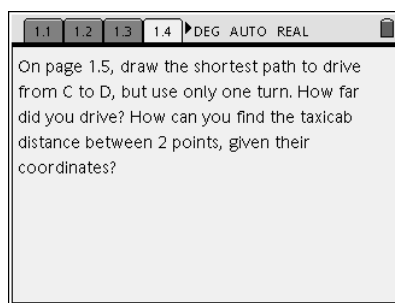 1.1 1.2 1.3 1.4 DEG AUTO REAL
On page 1.5, draw the shortest path to drive
from C to D, but use only one turn. How far
did you drive? How can you find the taxicab
distance between 2 points, given their
coordinates?